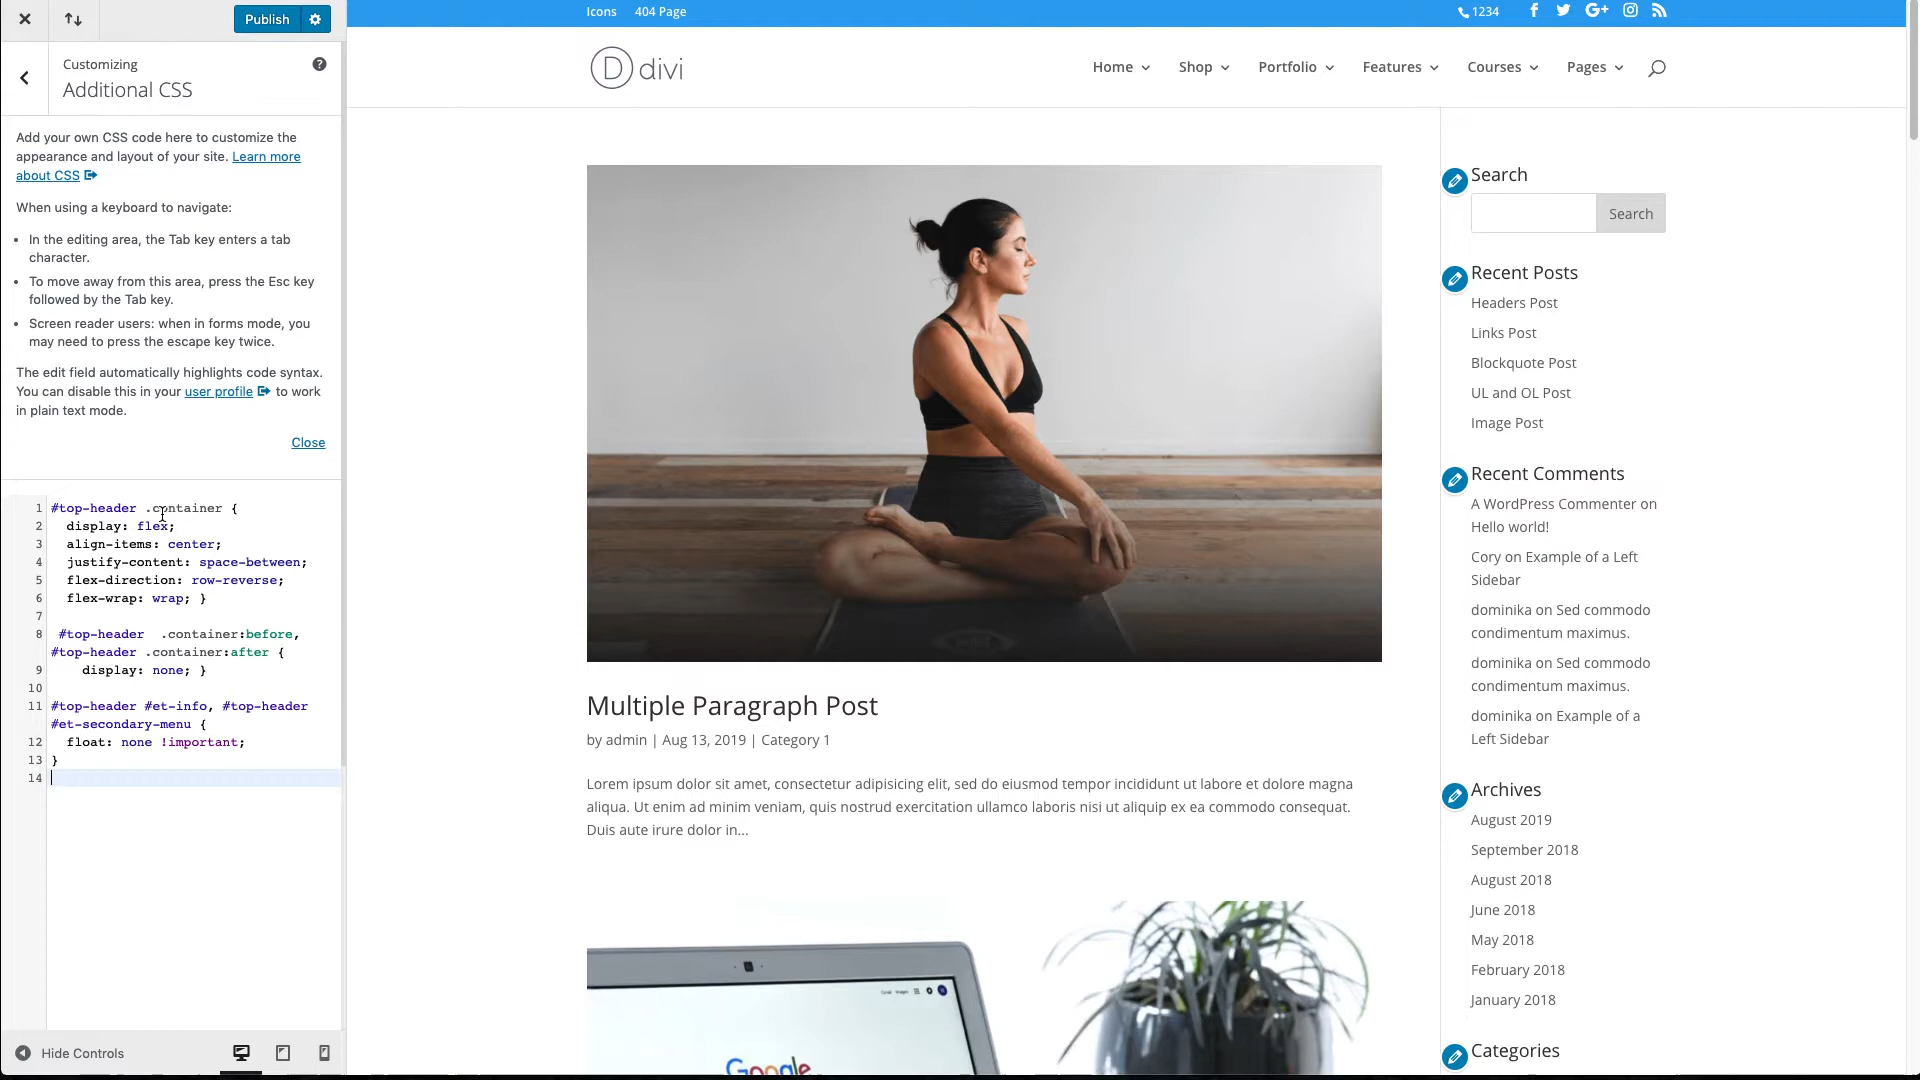 Publish
Customizing
Additional CSS
Add your own CSS code here to customize the
appearance and layout of your site. Learn more
about CSS
When using a keyboard to navigate:
• In the editing area, the Tab key enters a tab
character.
• To move away from this area, press the Esc key
followed by the Tab key.
• Screen reader users: when in forms mode, you
may need to press the escape key twice.
The edit field automatically highlights code syntax.
You can disable this in your user profile to work
in plain text mode.
Close
1 #top-header .container {
2 display: flex;
3 align-items: center;
4 justify-content: space-between;
5 flex-direction: row-reverse;
6 flex-wrap: wrap; }
7
8 #top-header .container:before,
#top-header .container:after {
9 display: none; }
10
11 #top-header #et-info, #top-header
#et-secondary-menu {
12 float: none !important;
13 }
14
Hide Controls
Icons 404 Page 1234
D divi Home Shop Portfolio Features Courses Pages
Multiple Paragraph Post
by admin | Aug 13, 2019 | Category 1
Lorem ipsum dolor sit amet, consectetur adipisicing elit, sed do eiusmod tempor incididunt ut labore et dolore magna
aliqua. Ut enim ad minim veniam, quis nostrud exercitation ullamco laboris nisi ut aliquip ex ea commodo consequat.
Duis aute irure dolor in...
Google
Search
Search
Recent Posts
Headers Post
Links Post
Blockquote Post
UL and OL Post
Image Post
Recent Comments
A WordPress Commenter on
Hello world!
Cory on Example of a Left
Sidebar
dominika on Sed commodo
condimentum maximus.
dominika on Sed commodo
condimentum maximus.
dominika on Example of a
Left Sidebar
Archives
August 2019
September 2018
August 2018
June 2018
May 2018
February 2018
January 2018
Categories